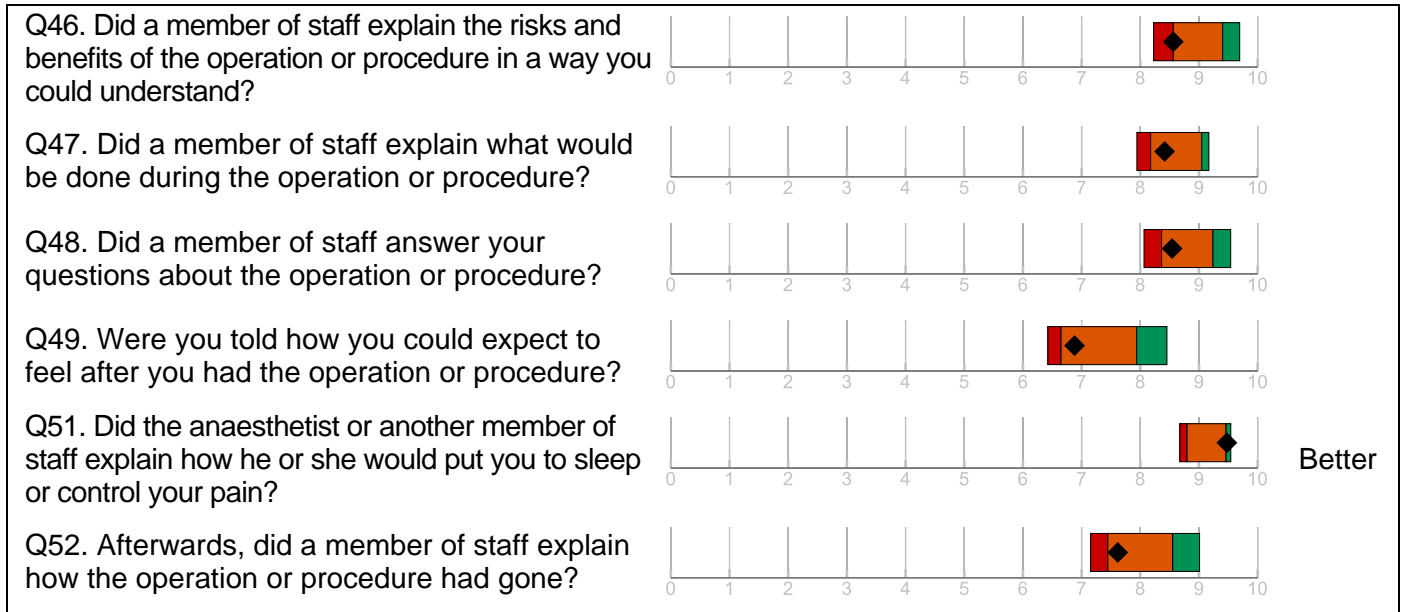 Q46. Did a member of staff explain the risks and
benefits of the operation or procedure in a way you
could understand?
0 1 2 3 4 5 6 7 8 9 10
Q47. Did a member of staff explain what would
be done during the operation or procedure?
0 1 2 3 4 5 6 7 8 9 10
Q48. Did a member of staff answer your
questions about the operation or procedure?
0 1 2 3 4 5 6 7 8 9 10
Q49. Were you told how you could expect to
feel after you had the operation or procedure?
0 1 2 3 4 5 6 7 8 9 10
Q51. Did the anaesthetist or another member of
staff explain how he or she would put you to sleep
or control your pain?
0 1 2 3 4 5 6 7 8 9 10
Better
Q52. Afterwards, did a member of staff explain
how the operation or procedure had gone?
0 1 2 3 4 5 6 7 8 9 10